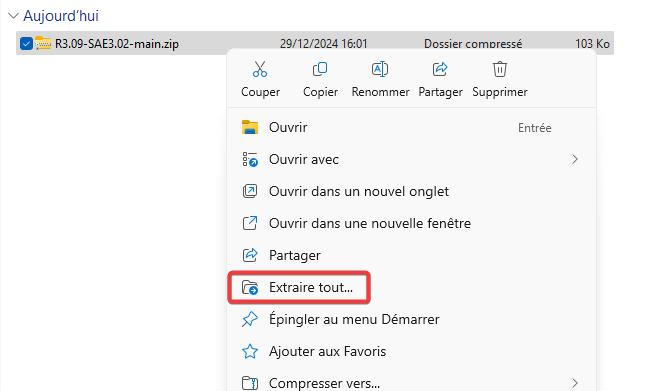 Aujourd’hui
R3.09-SAE3.02-main.zip 29/12/2024 16:01 Dossier compressé 103 Ko
Couper Copier Renommer Partager Supprimer
Ouvrir Entrée
Ouvrir avec
Ouvrir dans un nouvel onglet
Ouvrir dans une nouvelle fenêtre
Partager
Extraire tout...
Épingler au menu Démarrer
Ajouter aux Favoris
Compresser vers...